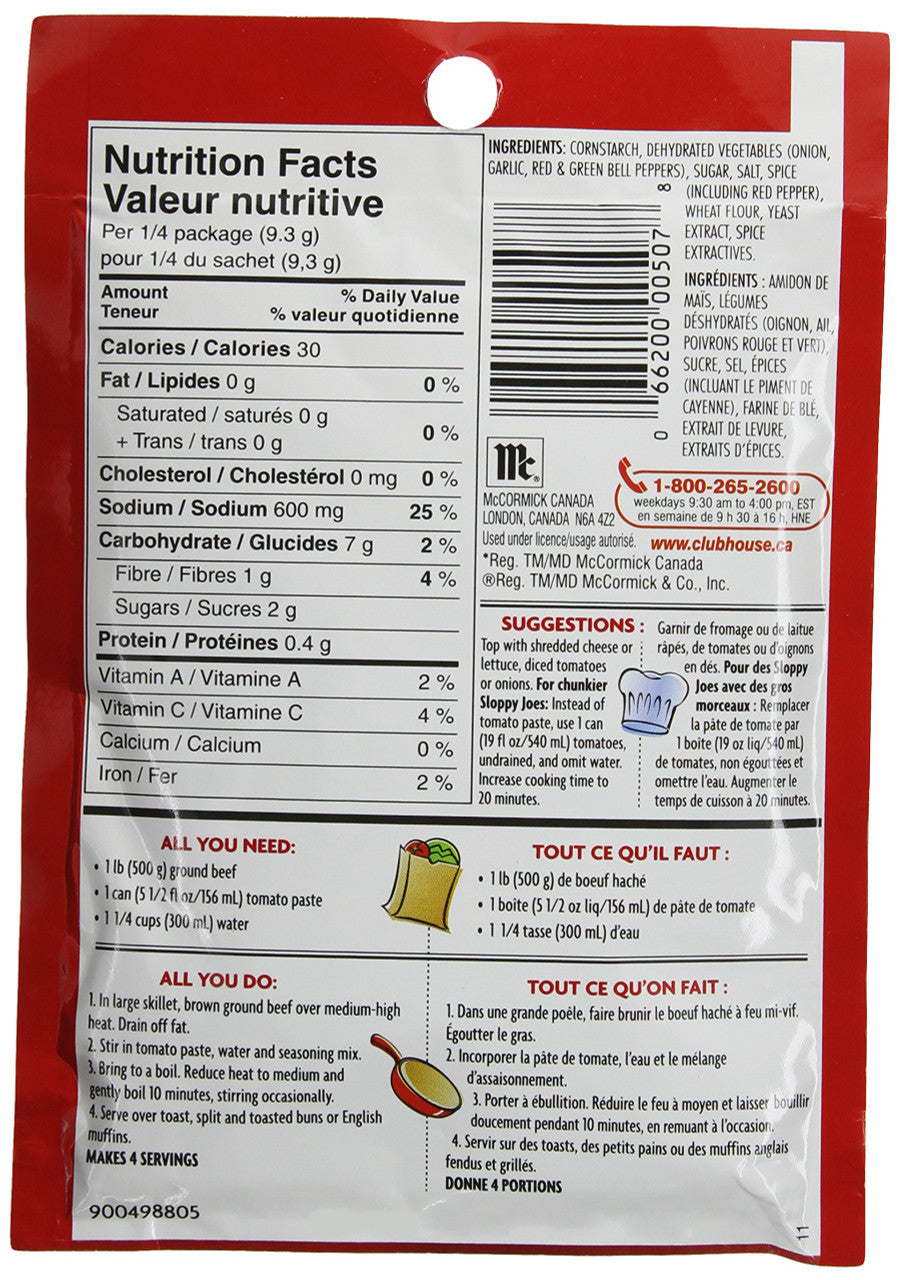 Nutrition Facts
Valeur nutritive
Per 1/4 package (9.3 g)
pour 1/4 du sachet (9,3 g)
Amount % Daily Value
Teneur % valeur quotidienne
Calories / Calories 30
Fat / Lipides 0 g 0 %
Saturated / saturés 0 g
+ Trans / trans 0 g 0 %
Cholesterol / Cholestérol 0 mg 0 %
Sodium / Sodium 600 mg 25 %
Carbohydrate / Glucides 7 g 2 %
Fibre / Fibres 1 g 4 %
Sugars / Sucres 2 g
Protein / Protéines 0.4 g
Vitamin A / Vitamine A 2 %
Vitamin C / Vitamine C 4 %
Calcium / Calcium 0 %
Iron / Fer 2 %
INGREDIENTS: CORNSTARCH, DEHYDRATED VEGETABLES (ONION,
GARLIC, RED & GREEN BELL PEPPERS), SUGAR, SALT, SPICE
(INCLUDING RED PEPPER),
WHEAT FLOUR, YEAST
EXTRACT, SPICE
EXTRACTIVES.
INGRÉDIENTS : AMIDON DE
MAÏS, LÉGUMES
DÉSHYDRATÉS (OIGNON, AIL,
POIVRONS ROUGE ET VERT),
SUCRE, SEL, ÉPICES
(INCLUANT LE PIMENT DE
CAYENNE), FARINE DE BLÉ,
EXTRAIT DE LEVURE,
EXTRAITS D'ÉPICES.
0 66200 00507 8
Mc®
McCORMICK CANADA
LONDON, CANADA N6A 4Z2
1-800-265-2600
weekdays 9:30 am to 4:00 pm, EST
en semaine de 9 h 30 à 16 h, HNE
Used under licence/usage autorisé. www.clubhouse.ca
*Reg. TM/MD McCormick Canada
®Reg. TM/MD McCormick & Co., Inc.
SUGGESTIONS :
Top with shredded cheese or
lettuce, diced tomatoes
or onions. For chunkier
Sloppy Joes: Instead of
tomato paste, use 1 can
(19 fl oz/540 mL) tomatoes,
undrained, and omit water.
Increase cooking time to
20 minutes.
Garnir de fromage ou de laitue
râpés, de tomates ou d'oignons
en dés. Pour des Sloppy
Joes avec des gros
morceaux : Remplacer
la pâte de tomate par
1 boite (19 oz liq/540 mL)
de tomates, non égouttées et
omettre l'eau. Augmenter le
temps de cuisson à 20 minutes.
ALL YOU NEED:
• 1 lb (500 g) ground beef
• 1 can (5 1/2 fl oz/156 mL) tomato paste
• 1 1/4 cups (300 mL) water
TOUT CE QU'IL FAUT :
• 1 lb (500 g) de boeuf haché
• 1 boite (5 1/2 oz liq/156 mL) de pâte de tomate
• 1 1/4 tasse (300 mL) d'eau
ALL YOU DO:
1. In large skillet, brown ground beef over medium-high
heat. Drain off fat.
2. Stir in tomato paste, water and seasoning mix.
3. Bring to a boil. Reduce heat to medium and
gently boil 10 minutes, stirring occasionally.
4. Serve over toast, split and toasted buns or English
muffins.
MAKES 4 SERVINGS
TOUT CE QU'ON FAIT :
1. Dans une grande poêle, faire brunir le boeuf haché à feu mi-vif.
Égoutter le gras.
2. Incorporer la pâte de tomate, l'eau et le mélange
d'assaisonnement.
3. Porter à ébullition. Réduire le feu à moyen et laisser bouillir
doucement pendant 10 minutes, en remuant à l'occasion.
4. Servir sur des toasts, des petits pains ou des muffins anglais
fendus et grillés.
DONNE 4 PORTIONS
900498805
11